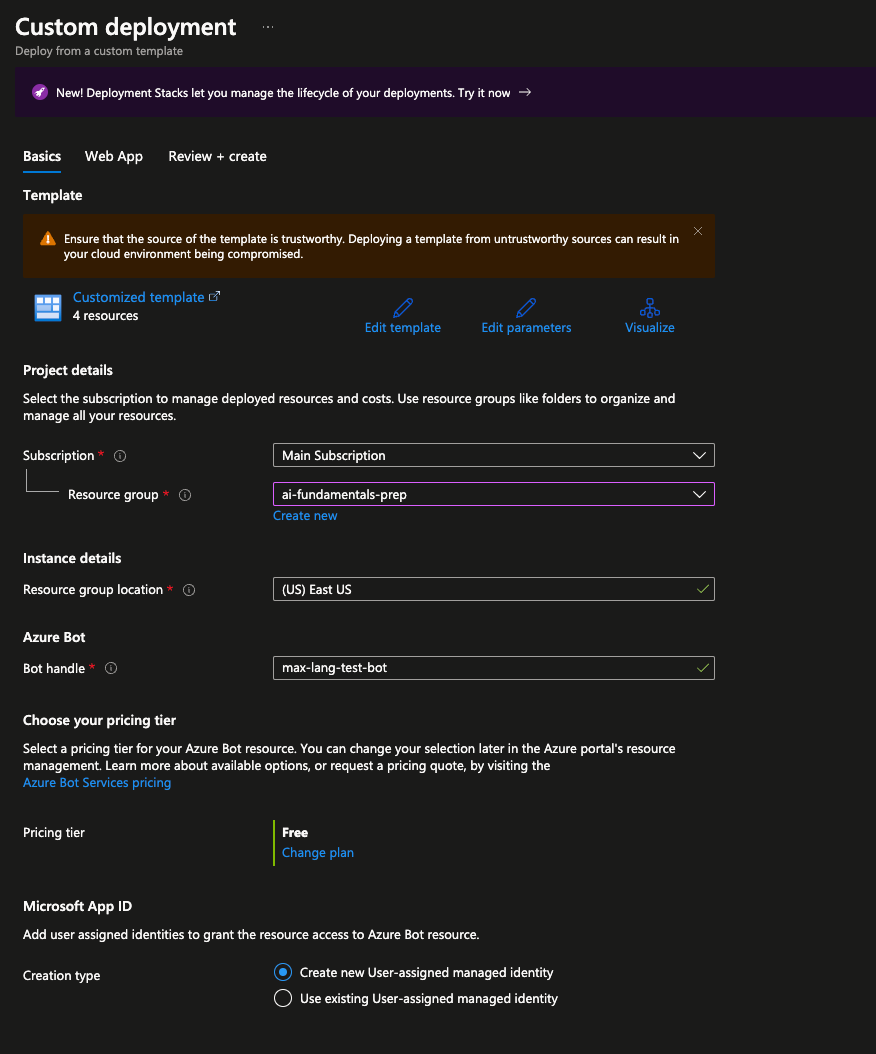 Custom deployment ...
Deploy from a custom template
New! Deployment Stacks let you manage the lifecycle of your deployments. Try it now →
Basics Web App Review + create
Template
Ensure that the source of the template is trustworthy. Deploying a template from untrustworthy sources can result in
your cloud environment being compromised.
Customized template
4 resources
Edit template Edit parameters Visualize
Project details
Select the subscription to manage deployed resources and costs. Use resource groups like folders to organize and
manage all your resources.
Subscription * Main Subscription
Resource group * ai-fundamentals-prep
Create new
Instance details
Resource group location * (US) East US
Azure Bot
Bot handle * max-lang-test-bot
Choose your pricing tier
Select a pricing tier for your Azure Bot resource. You can change your selection later in the Azure portal's resource
management. Learn more about available options, or request a pricing quote, by visiting the
Azure Bot Services pricing
Pricing tier Free
Change plan
Microsoft App ID
Add user assigned identities to grant the resource access to Azure Bot resource.
Creation type Create new User-assigned managed identity
Use existing User-assigned managed identity